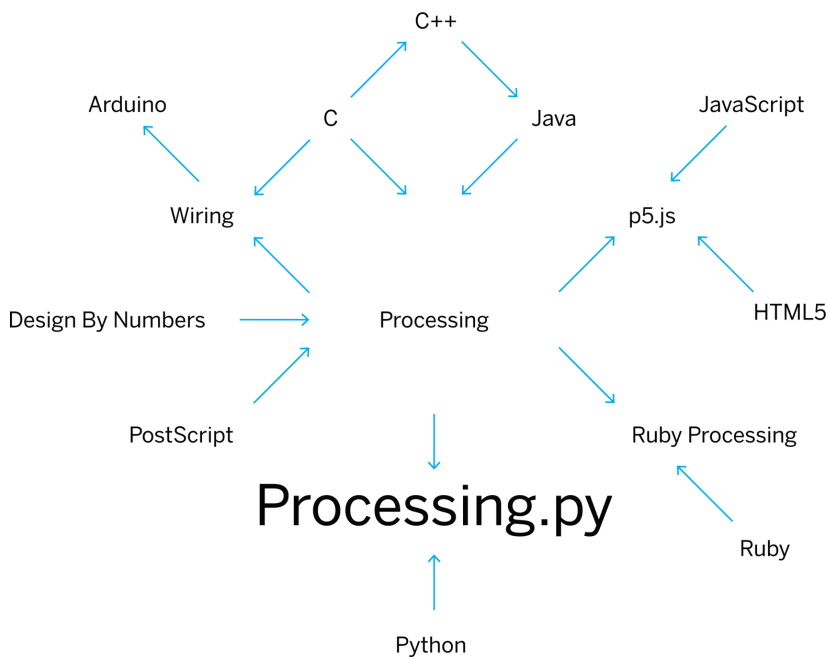 C++
Arduino
C
Java
JavaScript
Wiring
p5.js
Design By Numbers
Processing
HTML5
PostScript
Ruby Processing
Processing.py
Ruby
Python